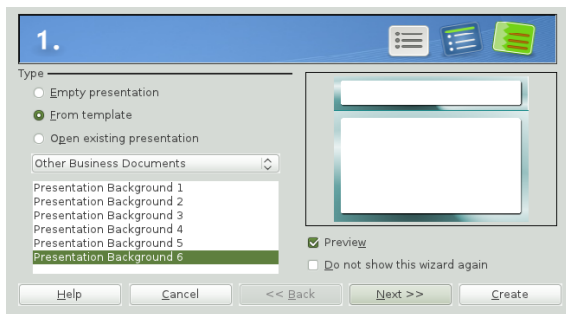 1.
Type
Empty presentation
From template
Open existing presentation
Other Business Documents
Presentation Background 1
Presentation Background 2
Presentation Background 3
Presentation Background 4
Presentation Background 5
Presentation Background 6
Preview
Do not show this wizard again
Help Cancel << Back Next >> Create